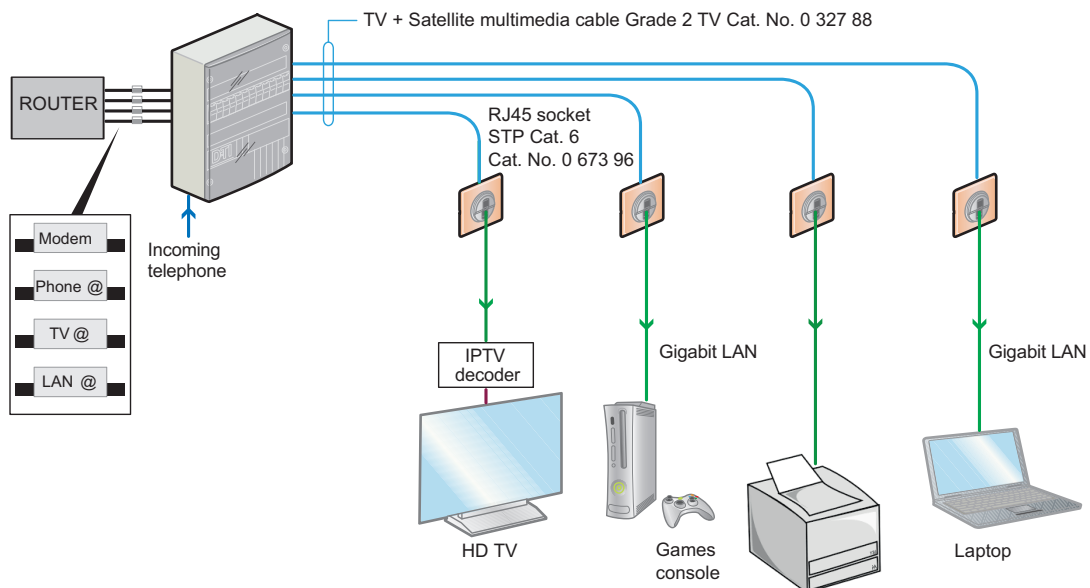 TV + Satellite multimedia cable Grade 2 TV Cat. No. 0 327 88
ROUTER
RJ45 socket
STP Cat. 6
Cat. No. 0 673 96
Modem
Phone @
TV @
LAN @
Incoming
telephone
IPTV
decoder
Gigabit LAN
Gigabit LAN
HD TV
Games
console
Laptop